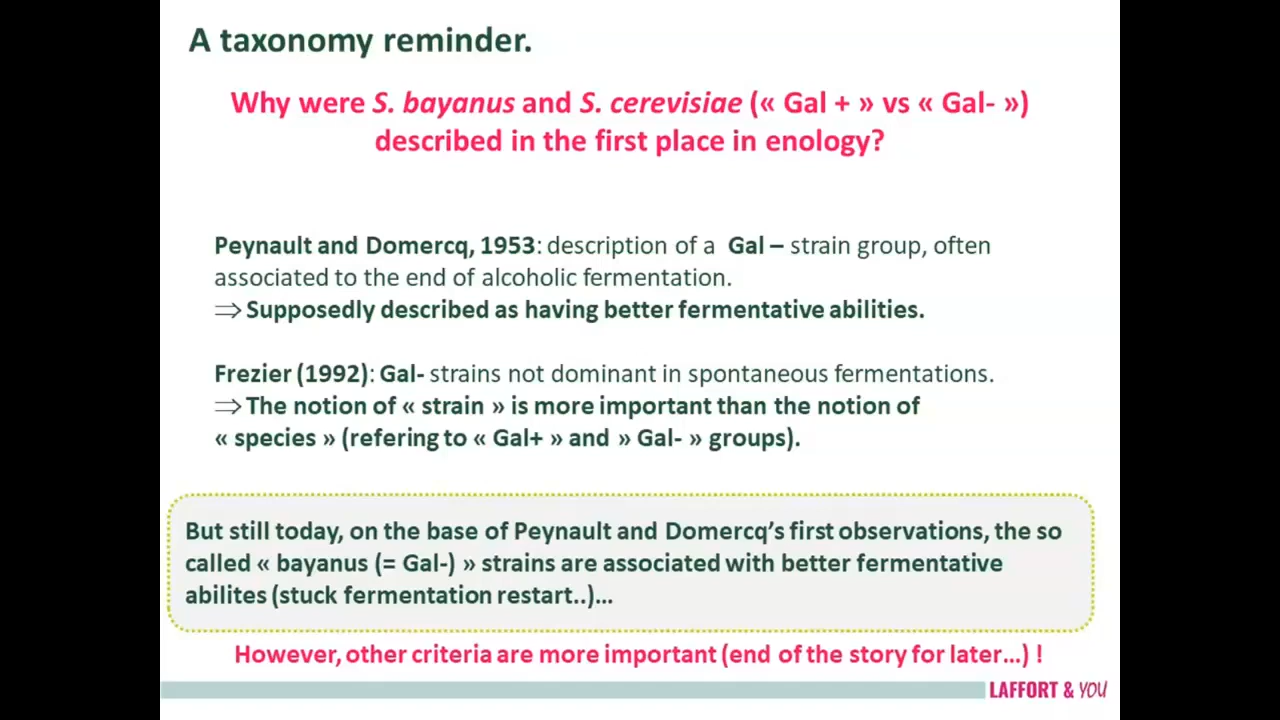 A taxonomy reminder.
Why were S. bayanus and S. cerevisiae (« Gal + » vs « Gal- »)
described in the first place in enology?
Peynault and Domercq, 1953: description of a Gal – strain group, often
associated to the end of alcoholic fermentation.
⇒ Supposedly described as having better fermentative abilities.
Frezier (1992): Gal- strains not dominant in spontaneous fermentations.
⇒ The notion of « strain » is more important than the notion of
« species » (refering to « Gal+ » and » Gal- » groups).
But still today, on the base of Peynault and Domercq’s first observations, the so
called « bayanus (= Gal-) » strains are associated with better fermentative
abilites (stuck fermentation restart..)…
However, other criteria are more important (end of the story for later…) !
LAFFORT & YOU